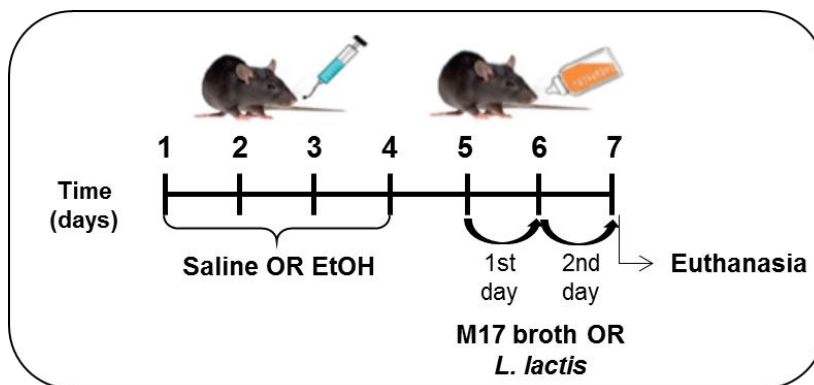 1 2 3 4 5 6 7
Time
(days)
Saline OR EtOH
1st
day
2nd
day
Euthanasia
M17 broth OR
L. lactis